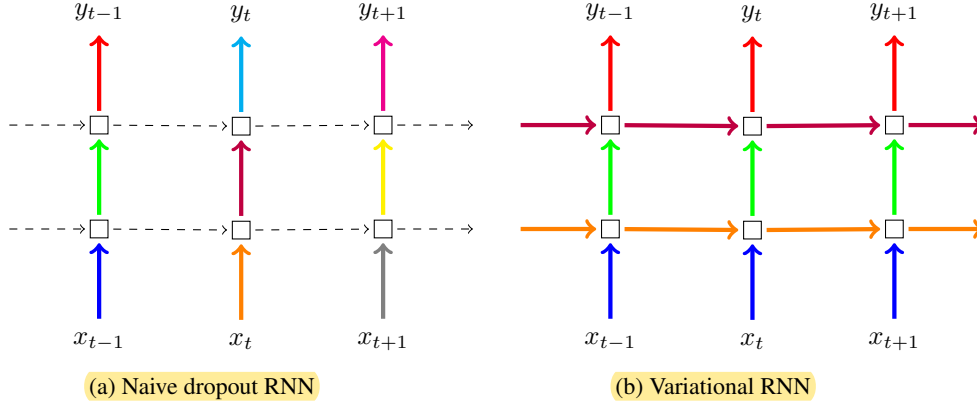 y_{t−1} y_t y_{t+1} y_{t−1} y_t y_{t+1}
x_{t−1} x_t x_{t+1} x_{t−1} x_t x_{t+1}
(a) Naive dropout RNN (b) Variational RNN